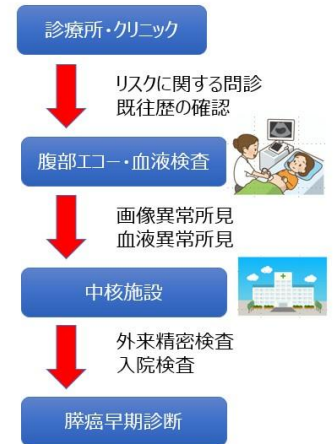 診療所・クリニック
リスクに関する問診
既往歴の確認
腹部エコー・血液検査
画像異常所見
血液異常所見
中核施設
外来精密検査
入院検査
膵癌早期診断